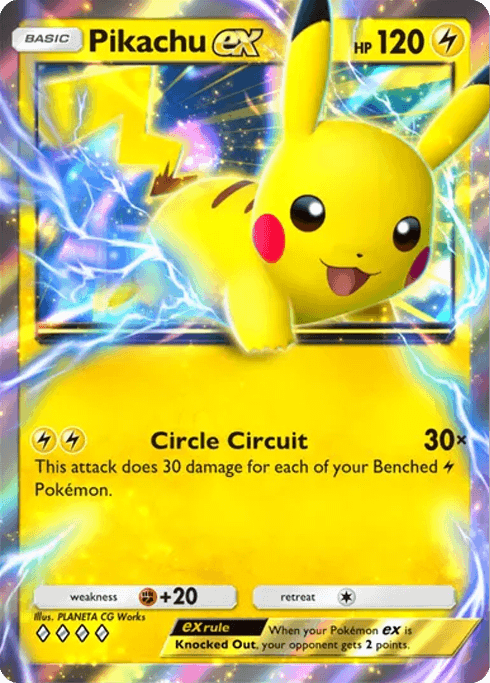 BASIC Pikachu ex HP 120
Circle Circuit 30×
This attack does 30 damage for each of your Benched
Pokémon.
weakness +20 retreat
Illus. PLANETA CG Works
ex rule When your Pokémon ex is
Knocked Out, your opponent gets 2 points.